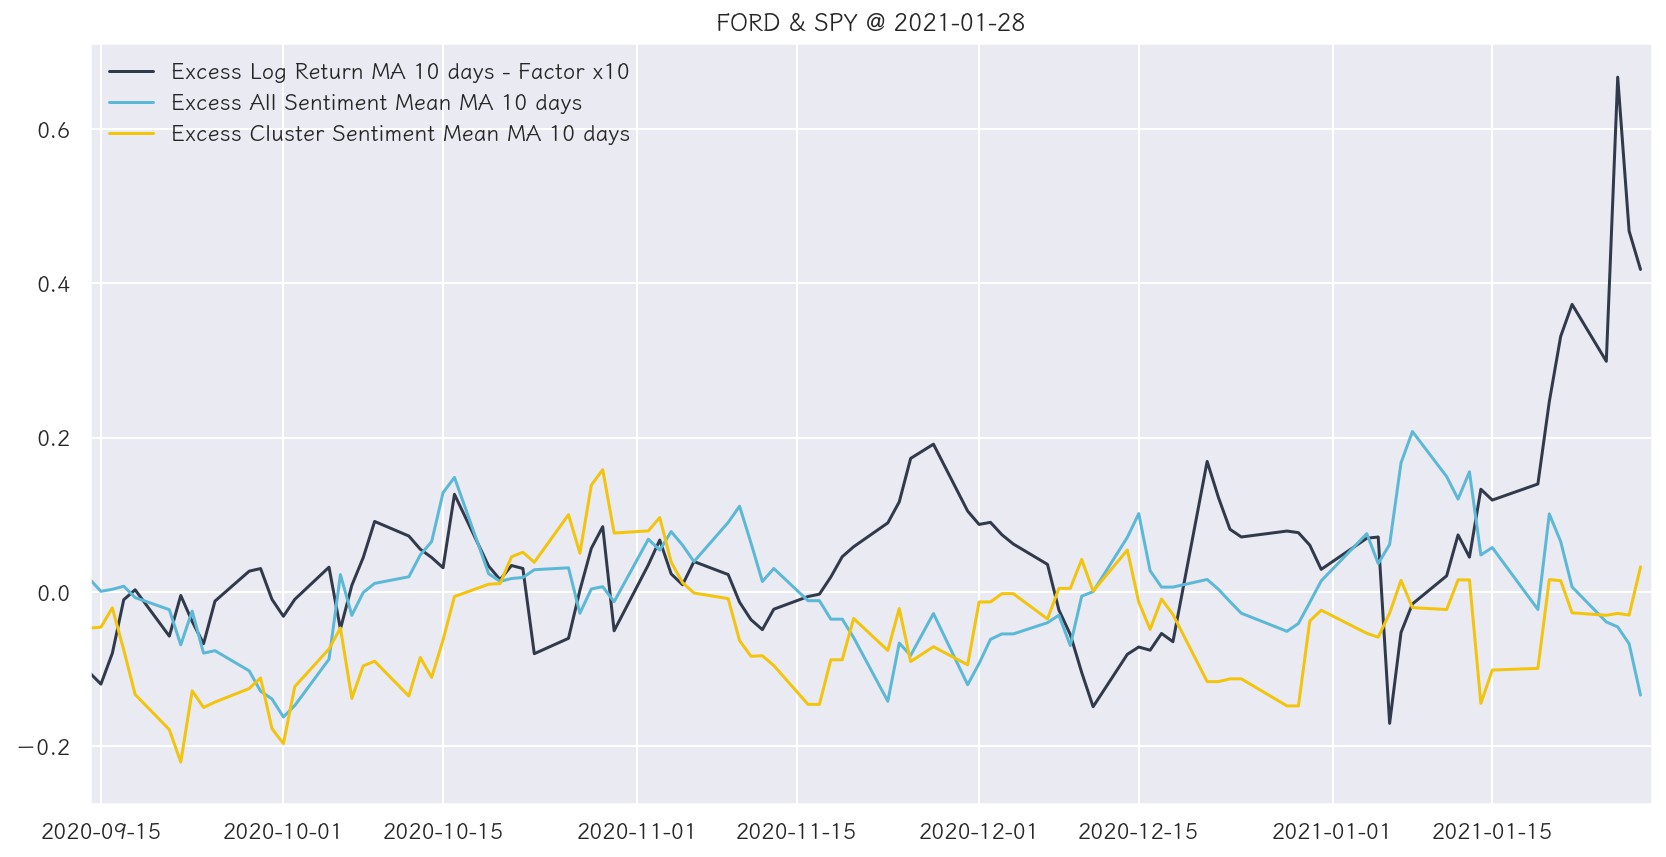 FORD & SPY @ 2021-01-28
Excess Log Return MA 10 days - Factor x10
Excess All Sentiment Mean MA 10 days
Excess Cluster Sentiment Mean MA 10 days
0.6
0.4
0.2
0.0
−0.2
2020-09-15 2020-10-01 2020-10-15 2020-11-01 2020-11-15 2020-12-01 2020-12-15 2021-01-01 2021-01-15